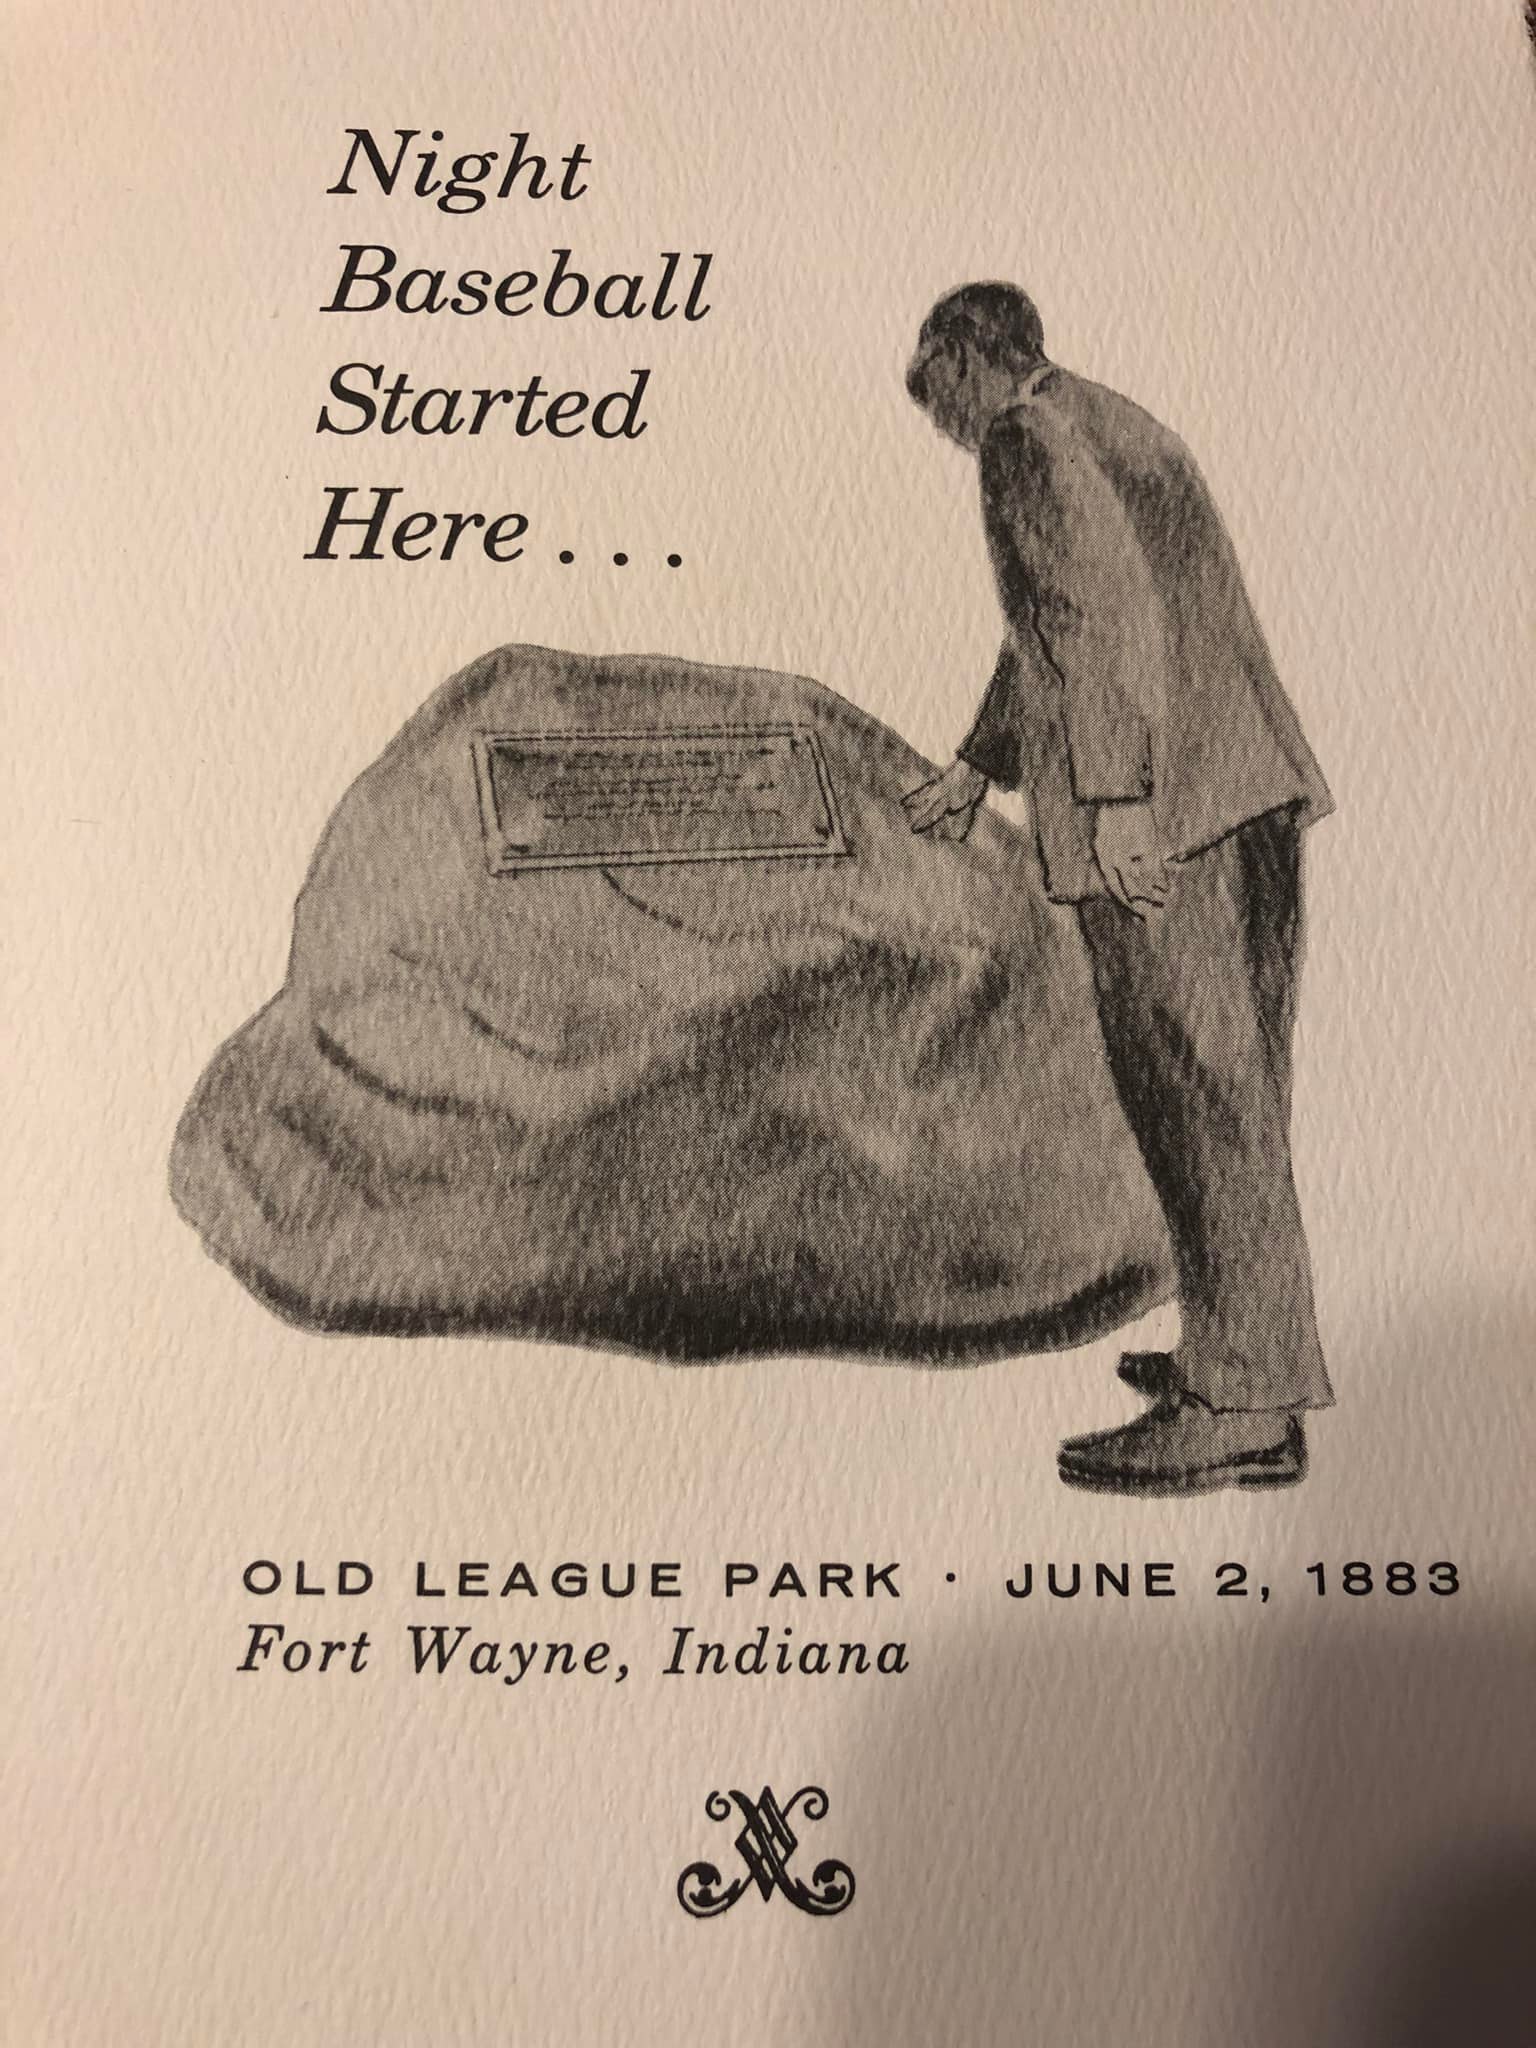 Night
Baseball
Started
Here . . .
OLD LEAGUE PARK · JUNE 2, 1883
Fort Wayne, Indiana